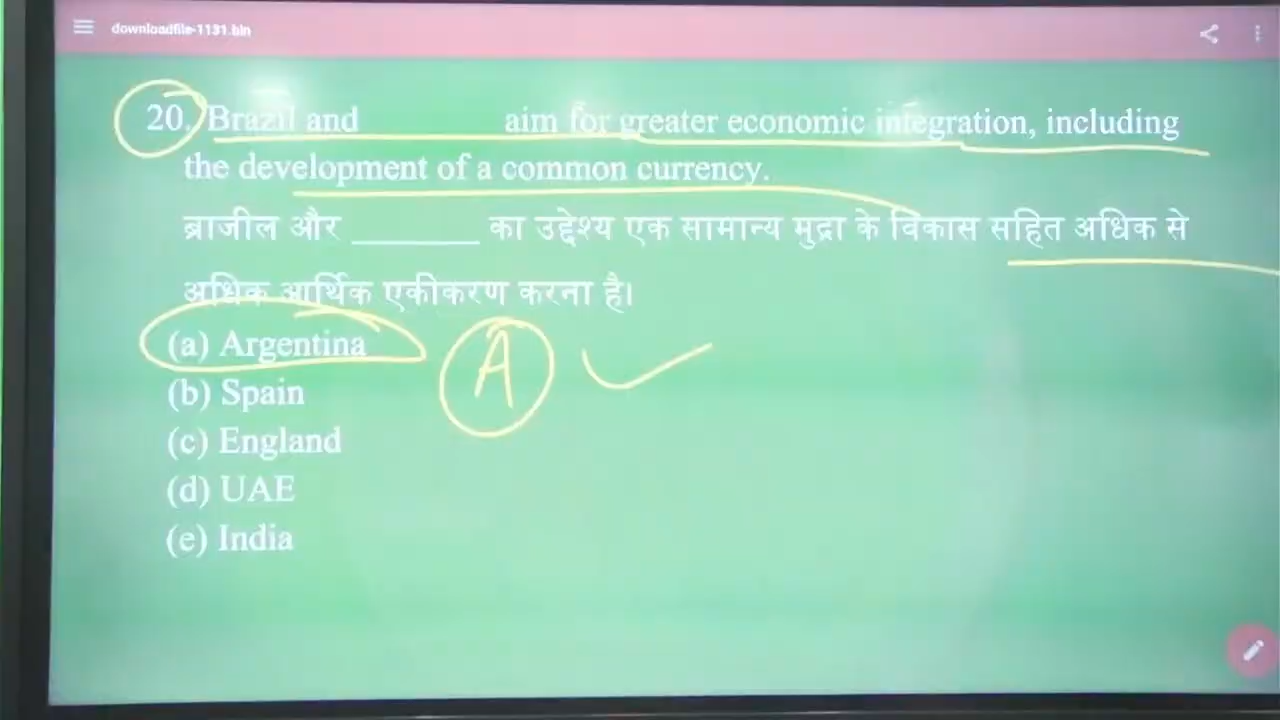 downloadfile-1131.bin
20. Brazil and aim for greater economic integration, including
the development of a common currency.
ब्राजील और ________ का उद्देश्य एक सामान्य मुद्रा के विकास सहित अधिक से
अधिक आर्थिक एकीकरण करना है।
(a) Argentina
A
(b) Spain
(c) England
(d) UAE
(e) India